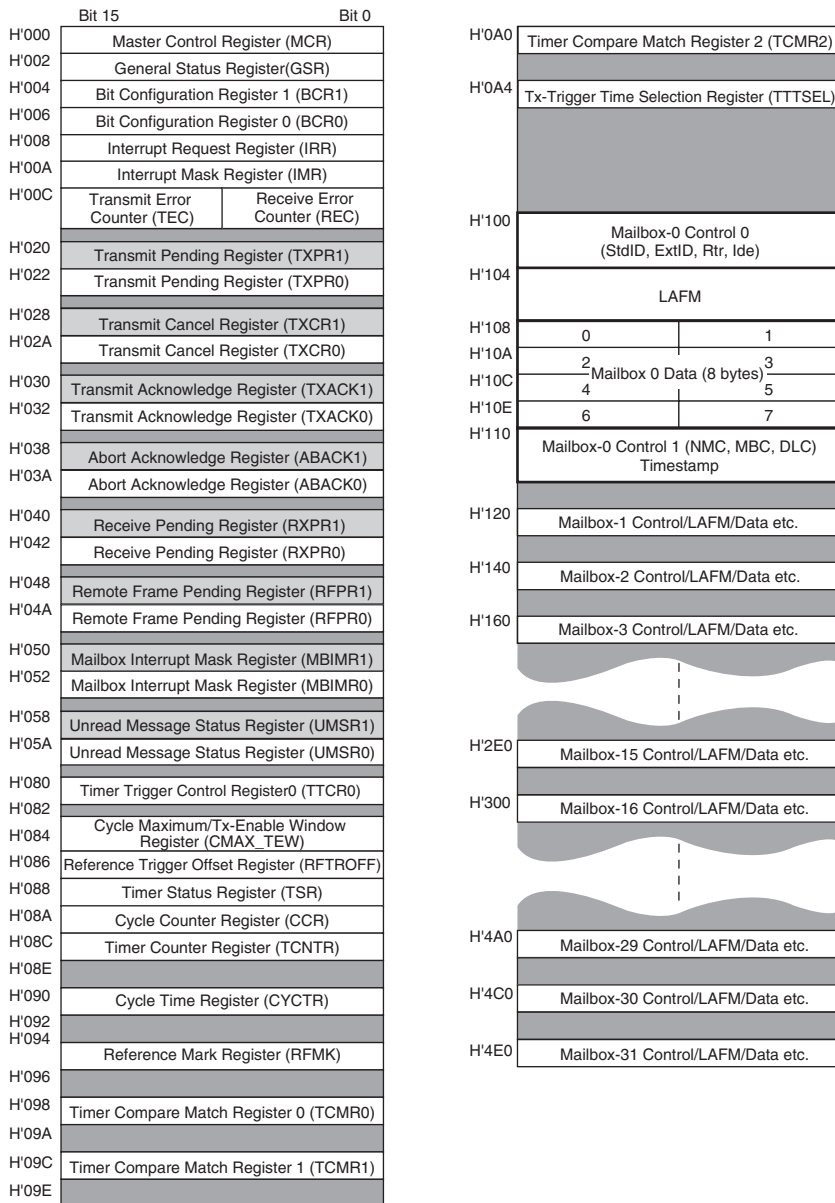 Bit 15 Bit 0
H'000 Master Control Register (MCR)
H'002 General Status Register(GSR)
H'004 Bit Configuration Register 1 (BCR1)
H'006 Bit Configuration Register 0 (BCR0)
H'008 Interrupt Request Register (IRR)
H'00A Interrupt Mask Register (IMR)
H'00C Transmit Error Receive Error
Counter (TEC) Counter (REC)
H'020 Transmit Pending Register (TXPR1)
H'022 Transmit Pending Register (TXPR0)
H'028 Transmit Cancel Register (TXCR1)
H'02A Transmit Cancel Register (TXCR0)
H'030 Transmit Acknowledge Register (TXACK1)
H'032 Transmit Acknowledge Register (TXACK0)
H'038 Abort Acknowledge Register (ABACK1)
H'03A Abort Acknowledge Register (ABACK0)
H'040 Receive Pending Register (RXPR1)
H'042 Receive Pending Register (RXPR0)
H'048 Remote Frame Pending Register (RFPR1)
H'04A Remote Frame Pending Register (RFPR0)
H'050 Mailbox Interrupt Mask Register (MBIMR1)
H'052 Mailbox Interrupt Mask Register (MBIMR0)
H'058 Unread Message Status Register (UMSR1)
H'05A Unread Message Status Register (UMSR0)
H'080 Timer Trigger Control Register0 (TTCR0)
H'082
H'084 Cycle Maximum/Tx-Enable Window
Register (CMAX_TEW)
H'086 Reference Trigger Offset Register (RFTROFF)
H'088 Timer Status Register (TSR)
H'08A Cycle Counter Register (CCR)
H'08C Timer Counter Register (TCNTR)
H'08E
H'090 Cycle Time Register (CYCTR)
H'092
H'094 Reference Mark Register (RFMK)
H'096
H'098 Timer Compare Match Register 0 (TCMR0)
H'09A
H'09C Timer Compare Match Register 1 (TCMR1)
H'09E
H'0A0 Timer Compare Match Register 2 (TCMR2)
H'0A4 Tx-Trigger Time Selection Register (TTTSEL)
H'100 Mailbox-0 Control 0
(StdID, ExtID, Rtr, Ide)
H'104 LAFM
H'108 0 1
H'10A 2 3
Mailbox 0 Data (8 bytes)
H'10C 4 5
H'10E 6 7
H'110 Mailbox-0 Control 1 (NMC, MBC, DLC)
Timestamp
H'120 Mailbox-1 Control/LAFM/Data etc.
H'140 Mailbox-2 Control/LAFM/Data etc.
H'160 Mailbox-3 Control/LAFM/Data etc.
H'2E0 Mailbox-15 Control/LAFM/Data etc.
H'300 Mailbox-16 Control/LAFM/Data etc.
H'4A0 Mailbox-29 Control/LAFM/Data etc.
H'4C0 Mailbox-30 Control/LAFM/Data etc.
H'4E0 Mailbox-31 Control/LAFM/Data etc.